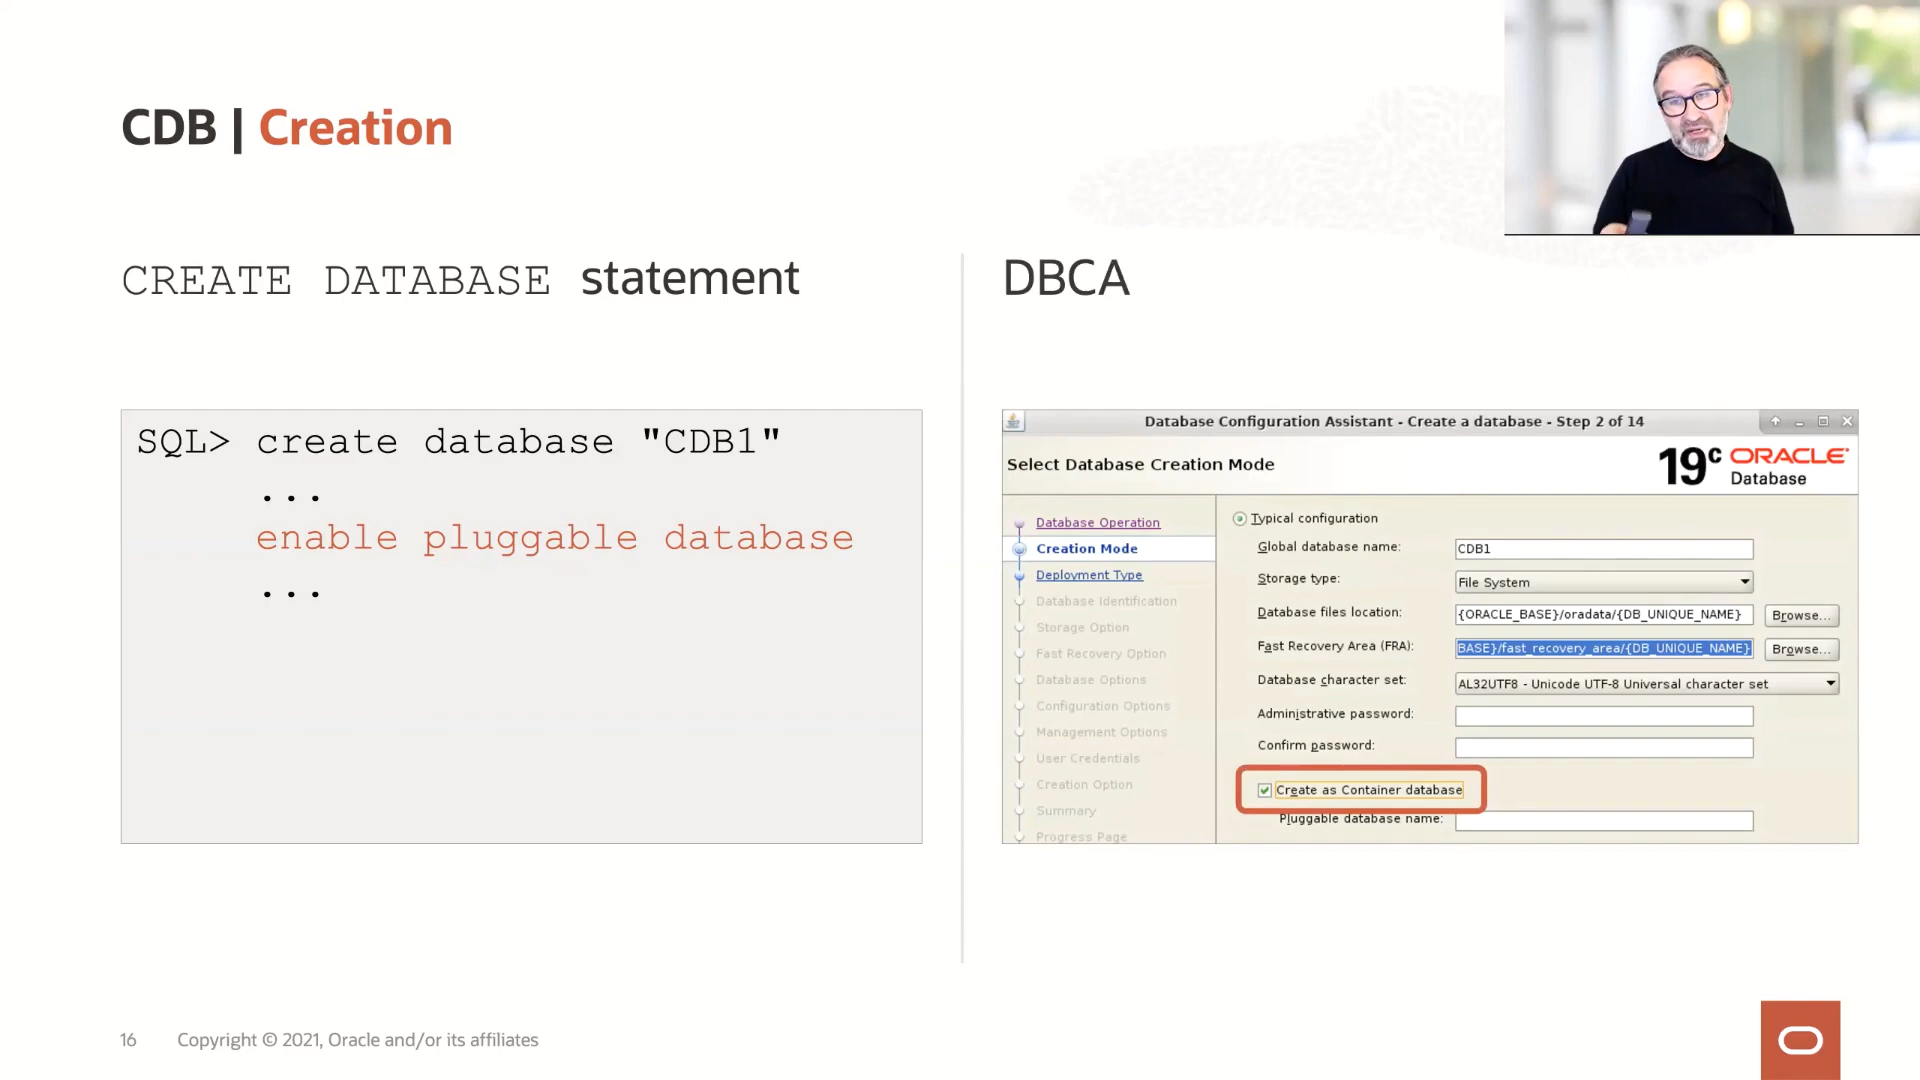 CDB | Creation
CREATE DATABASE statement
SQL> create database "CDB1"
...
enable pluggable database
...
DBCA
Database Configuration Assistant - Create a database - Step 2 of 14
Select Database Creation Mode
19c ORACLE
Database
Database Operation
Creation Mode
Deployment Type
Database Identification
Storage Option
Fast Recovery Option
Database Options
Configuration Options
Management Options
User Credentials
Creation Option
Summary
Progress Page
Typical configuration
Global database name: CDB1
Storage type: File System
Database files location: {ORACLE_BASE}/oradata/{DB_UNIQUE_NAME} Browse...
Fast Recovery Area (FRA): BASE}/fast_recovery_area/{DB_UNIQUE_NAME} Browse...
Database character set: AL32UTF8 - Unicode UTF-8 Universal character set
Administrative password:
Confirm password:
Create as Container database
Pluggable database name:
16 Copyright © 2021, Oracle and/or its affiliates